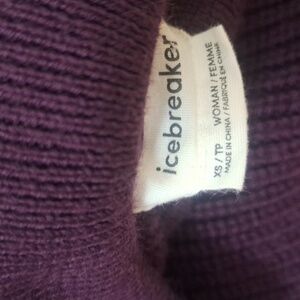 icebreaker
XS / TP WOMAN / FEMME
MADE IN CHINA / FABRIQUÉ EN CHINE